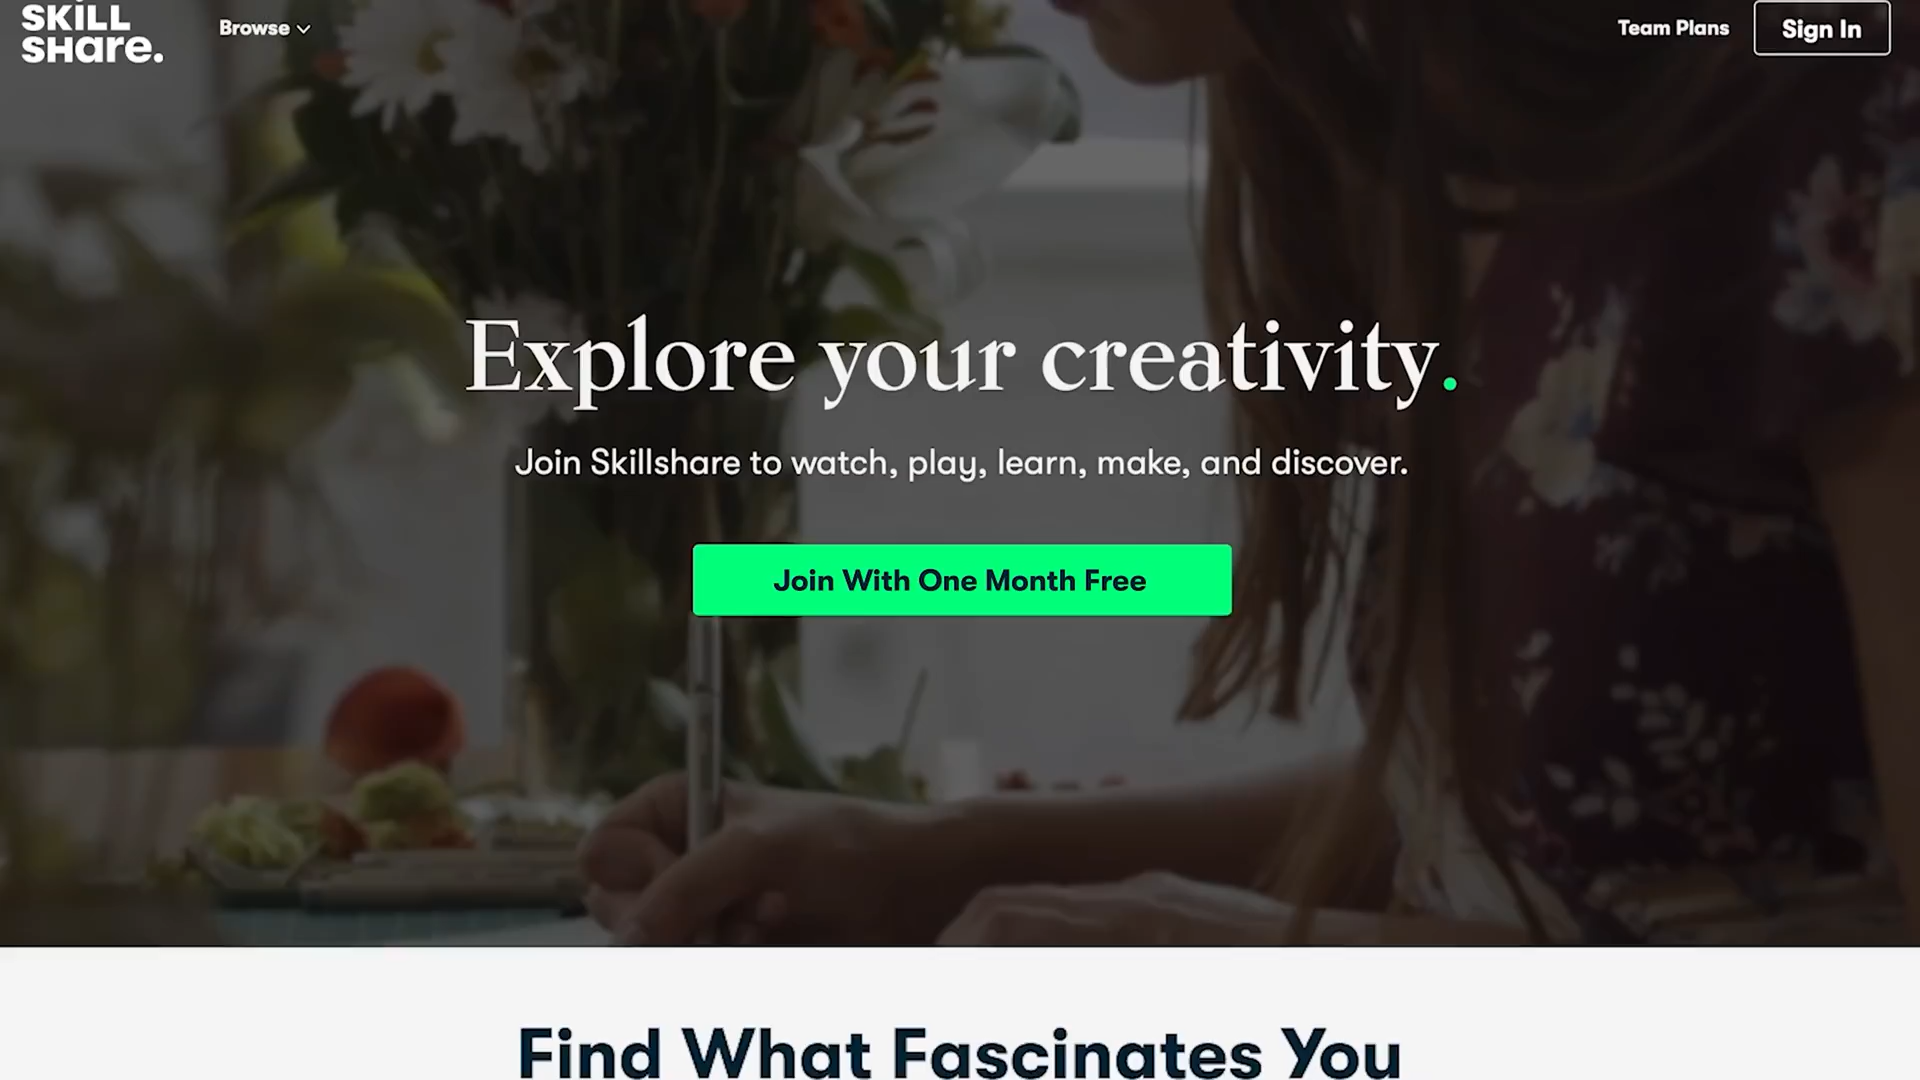 SKILL
SHare.
Browse
Team Plans
Sign In
Explore your creativity.
Join Skillshare to watch, play, learn, make, and discover.
Join With One Month Free
Find What Fascinates You